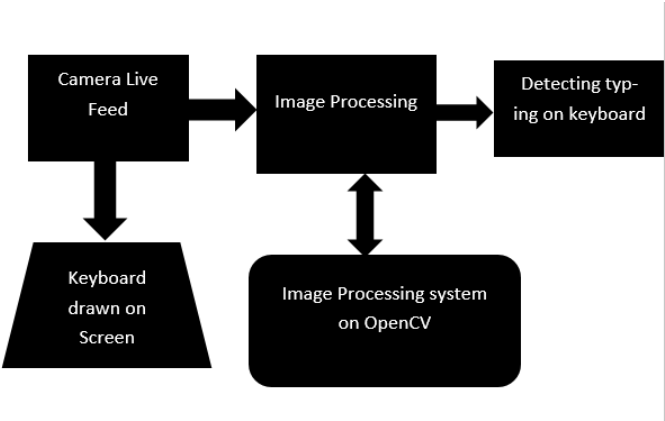 Camera Live
Feed
Image Processing
Detecting typ-
ing on keyboard
Keyboard
drawn on
Screen
Image Processing system
on OpenCV